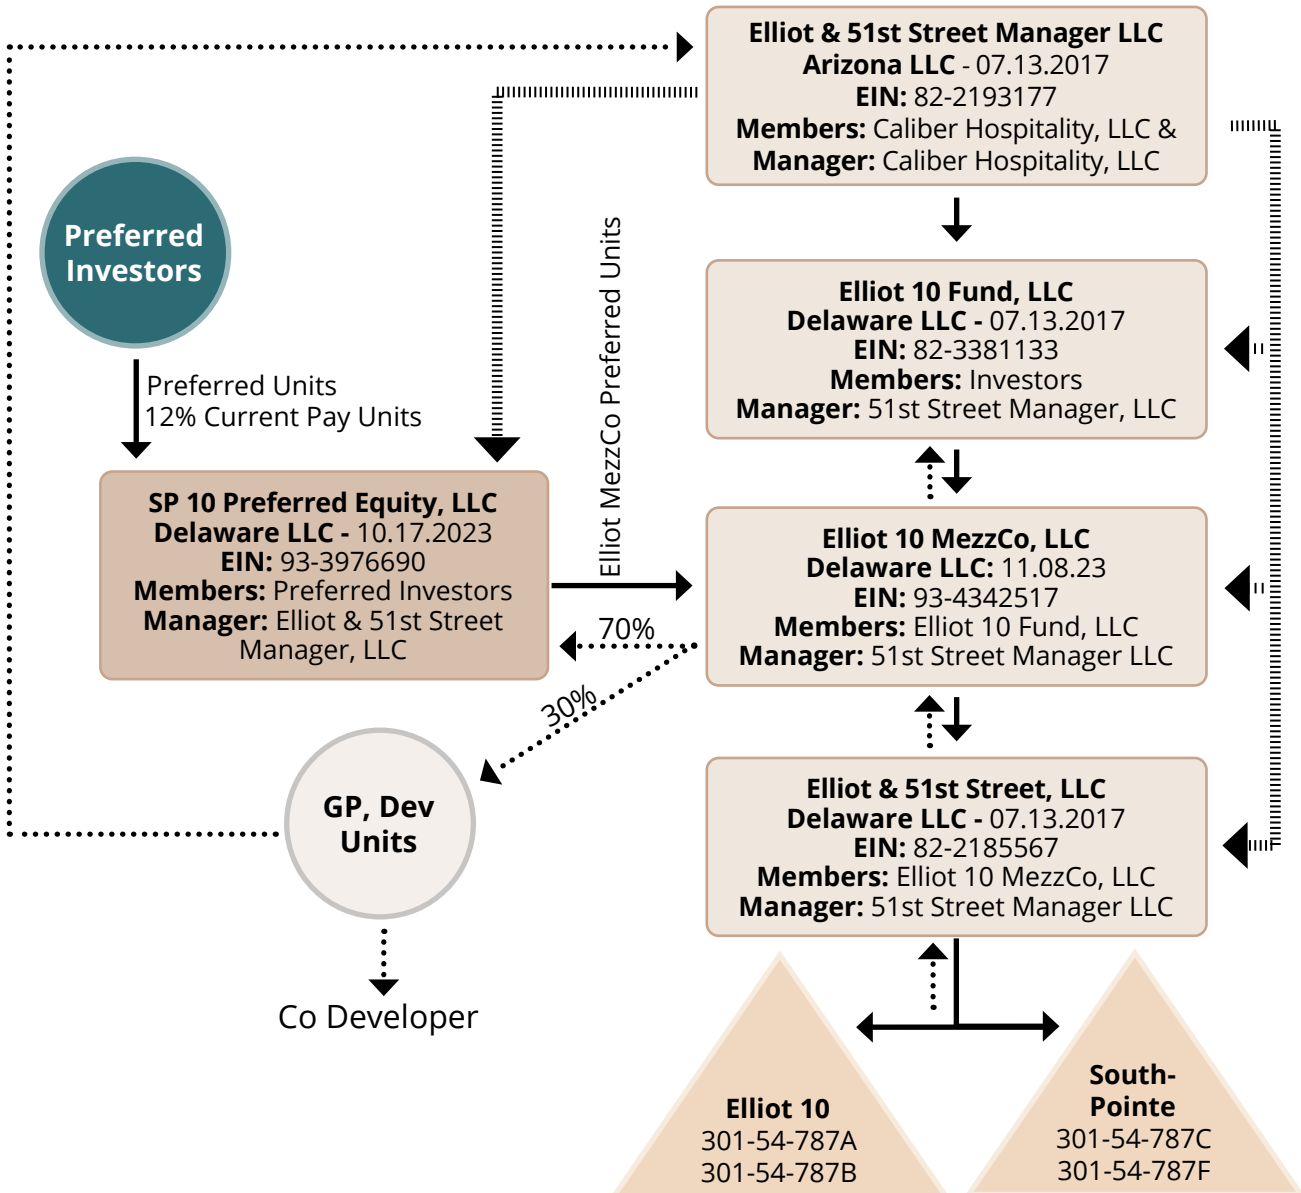 Elliot & 51st Street Manager LLC
Arizona LLC - 07.13.2017
EIN: 82-2193177
Members: Caliber Hospitality, LLC &
Manager: Caliber Hospitality, LLC
Preferred
Investors
Preferred Units
12% Current Pay Units
Elliot MezzCo Preferred Units
Elliot 10 Fund, LLC
Delaware LLC - 07.13.2017
EIN: 82-3381133
Members: Investors
Manager: 51st Street Manager, LLC
SP 10 Preferred Equity, LLC
Delaware LLC - 10.17.2023
EIN: 93-3976690
Members: Preferred Investors
Manager: Elliot & 51st Street
Manager, LLC
Elliot 10 MezzCo, LLC
Delaware LLC: 11.08.23
EIN: 93-4342517
Members: Elliot 10 Fund, LLC
Manager: 51st Street Manager LLC
70%
30%
GP, Dev
Units
Co Developer
Elliot & 51st Street, LLC
Delaware LLC - 07.13.2017
EIN: 82-2185567
Members: Elliot 10 MezzCo, LLC
Manager: 51st Street Manager LLC
Elliot 10
301-54-787A
301-54-787B
South-
Pointe
301-54-787C
301-54-787F